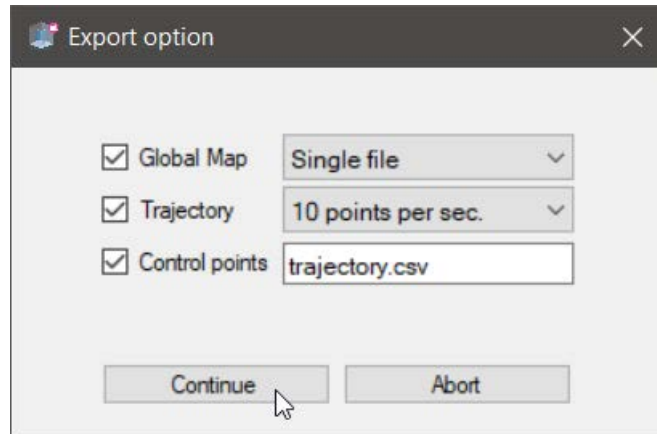 Export option
Global Map Single file
Trajectory 10 points per sec.
Control points trajectory.csv
Continue Abort